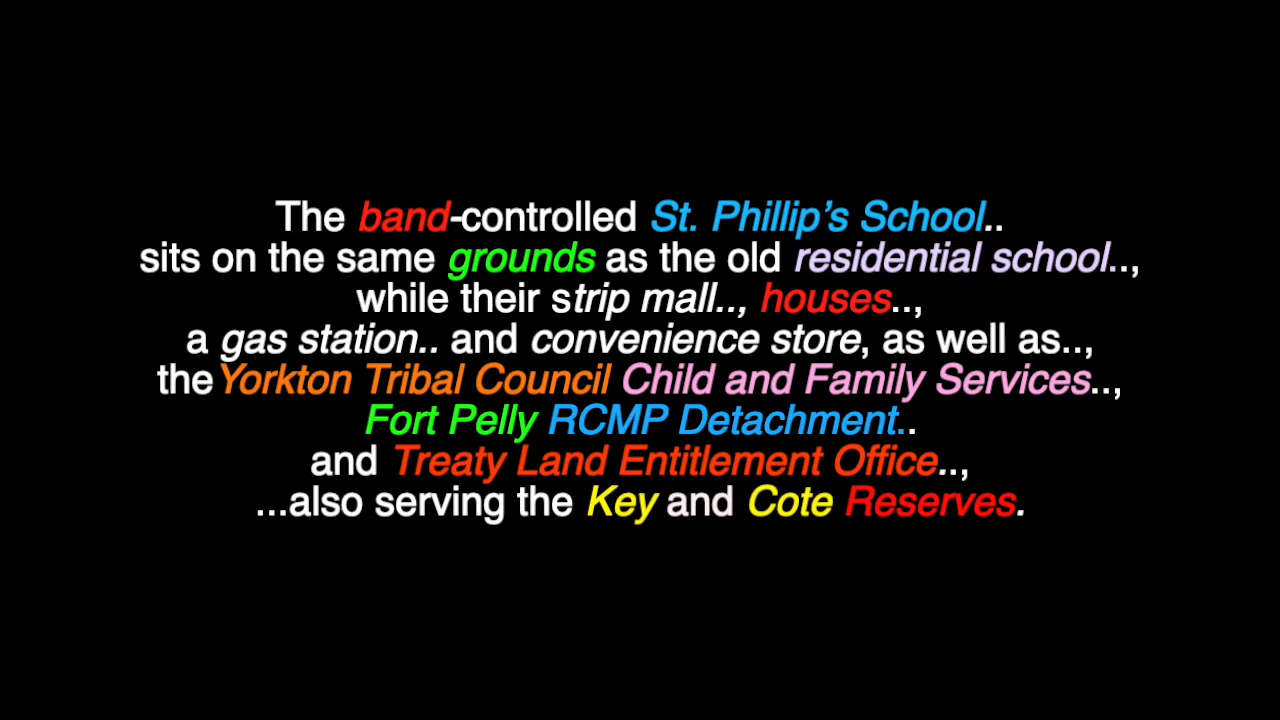 The band-controlled St. Phillip’s School..
sits on the same grounds as the old residential school..,
while their strip mall.., houses..,
a gas station.. and convenience store, as well as..,
the Yorkton Tribal Council Child and Family Services..,
Fort Pelly RCMP Detachment..
and Treaty Land Entitlement Office..,
...also serving the Key and Cote Reserves.